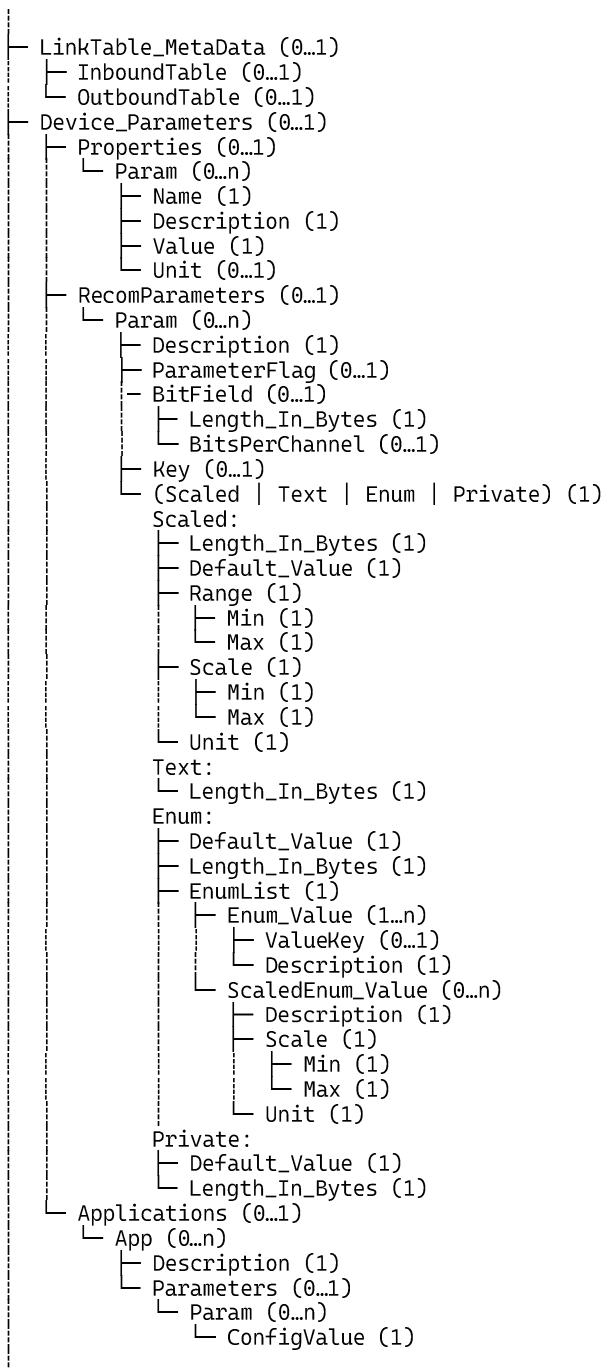 LinkTable_MetaData (0…1)
InboundTable (0…1)
OutboundTable (0…1)
Device_Parameters (0…1)
Properties (0…1)
Param (0…n)
Name (1)
Description (1)
Value (1)
Unit (0…1)
RecomParameters (0…1)
Param (0…n)
Description (1)
ParameterFlag (0…1)
BitField (0…1)
Length_In_Bytes (1)
BitsPerChannel (0…1)
Key (0…1)
(Scaled | Text | Enum | Private) (1)
Scaled:
Length_In_Bytes (1)
Default_Value (1)
Range (1)
Min (1)
Max (1)
Scale (1)
Min (1)
Max (1)
Unit (1)
Text:
Length_In_Bytes (1)
Enum:
Default_Value (1)
Length_In_Bytes (1)
EnumList (1)
Enum_Value (1…n)
ValueKey (0…1)
Description (1)
ScaledEnum_Value (0…n)
Description (1)
Scale (1)
Min (1)
Max (1)
Unit (1)
Private:
Default_Value (1)
Length_In_Bytes (1)
Applications (0…1)
App (0…n)
Description (1)
Parameters (0…1)
Param (0…n)
ConfigValue (1)